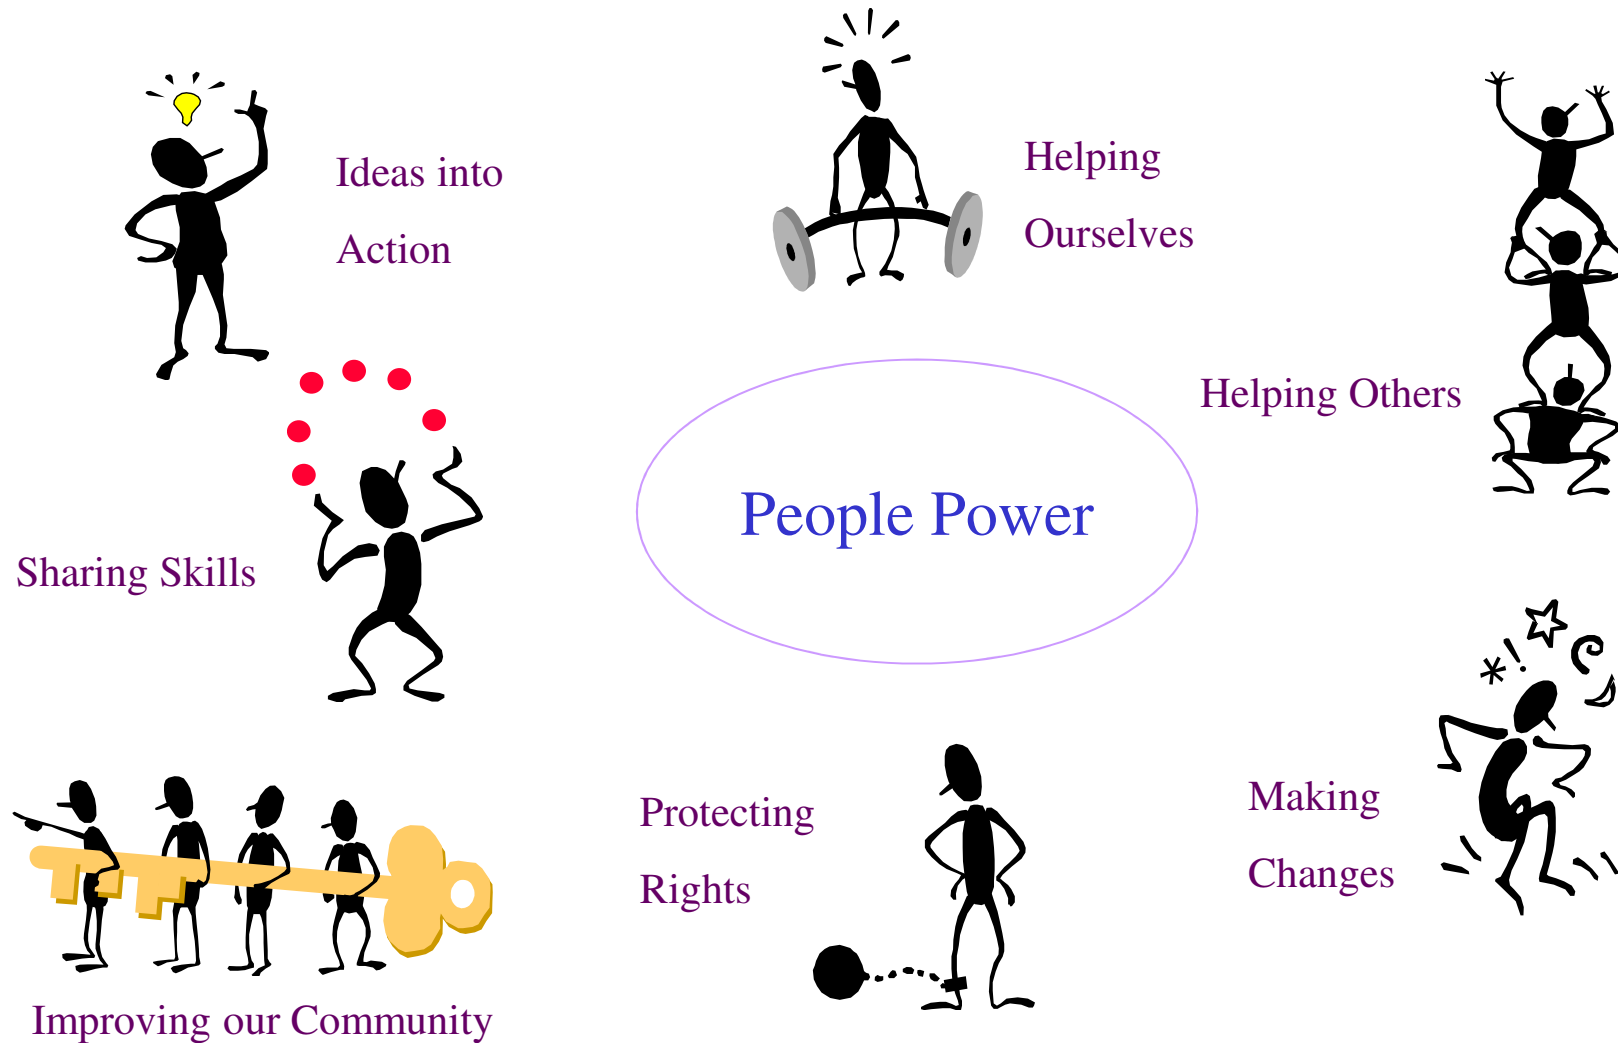 Ideas into
Action
Helping
Ourselves
Helping Others
People Power
Sharing Skills
Protecting
Rights
Making
Changes
Improving our Community